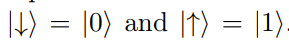 |↓⟩ = |0⟩ and |↑⟩ = |1⟩.